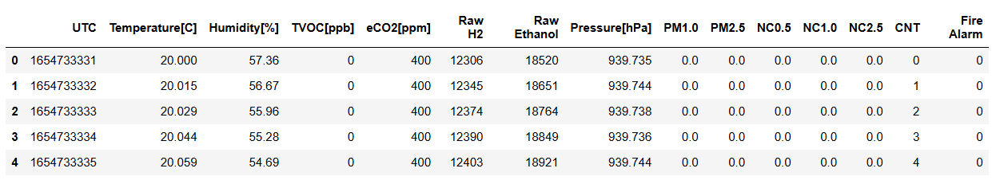 UTC Temperature[C] Humidity[%] TVOC[ppb] eCO2[ppm] Raw H2 Raw Ethanol Pressure[hPa] PM1.0 PM2.5 NC0.5 NC1.0 NC2.5 CNT Fire Alarm
0 1654733331 20.000 57.36 0 400 12306 18520 939.735 0.0 0.0 0.0 0.0 0.0 0 0
1 1654733332 20.015 56.67 0 400 12345 18651 939.744 0.0 0.0 0.0 0.0 0.0 1 0
2 1654733333 20.029 55.96 0 400 12374 18764 939.738 0.0 0.0 0.0 0.0 0.0 2 0
3 1654733334 20.044 55.28 0 400 12390 18849 939.736 0.0 0.0 0.0 0.0 0.0 3 0
4 1654733335 20.059 54.69 0 400 12403 18921 939.744 0.0 0.0 0.0 0.0 0.0 4 0